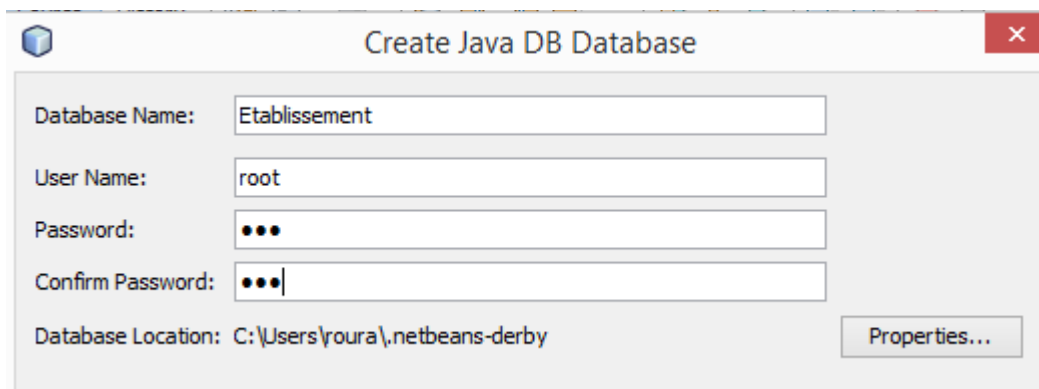 Create Java DB Database
Database Name: Etablissement
User Name: root
Password: •••
Confirm Password: •••
Database Location: C:\Users\roura\.netbeans-derby Properties...